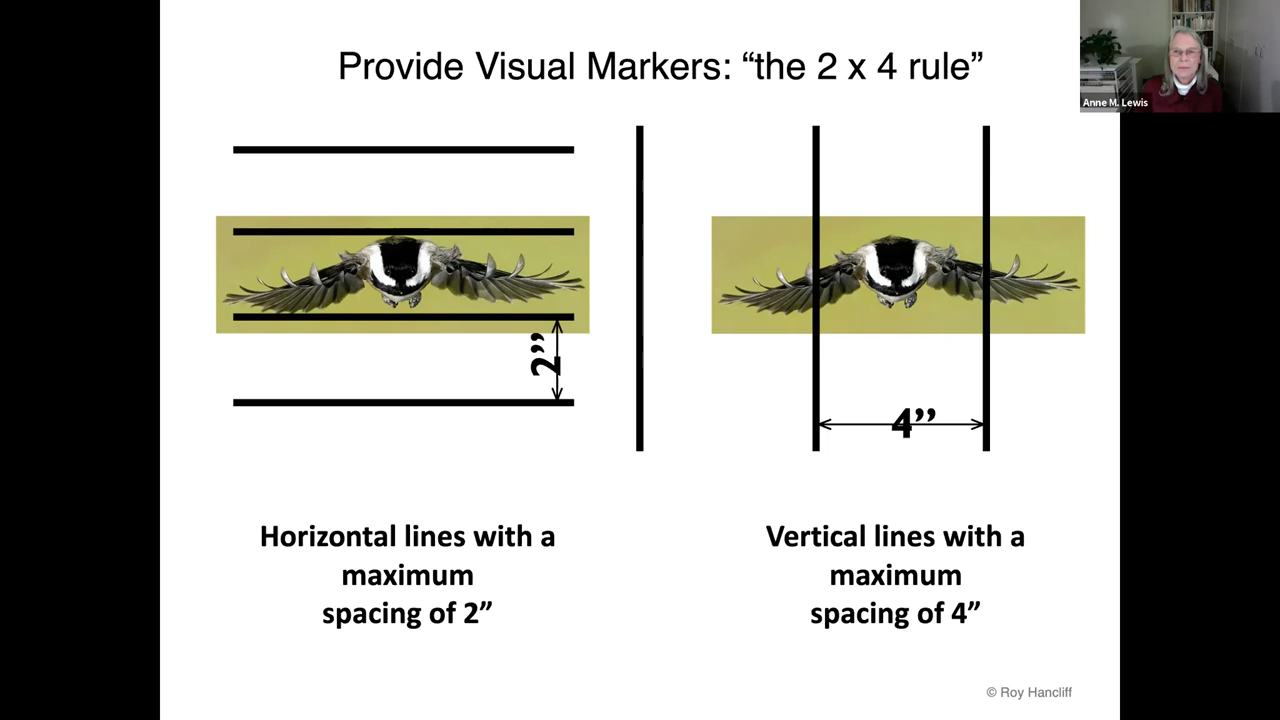 Provide Visual Markers: “the 2 x 4 rule”
Anne M. Lewis
2”
4”
Horizontal lines with a
maximum
spacing of 2”
Vertical lines with a
maximum
spacing of 4”
© Roy Hancliff